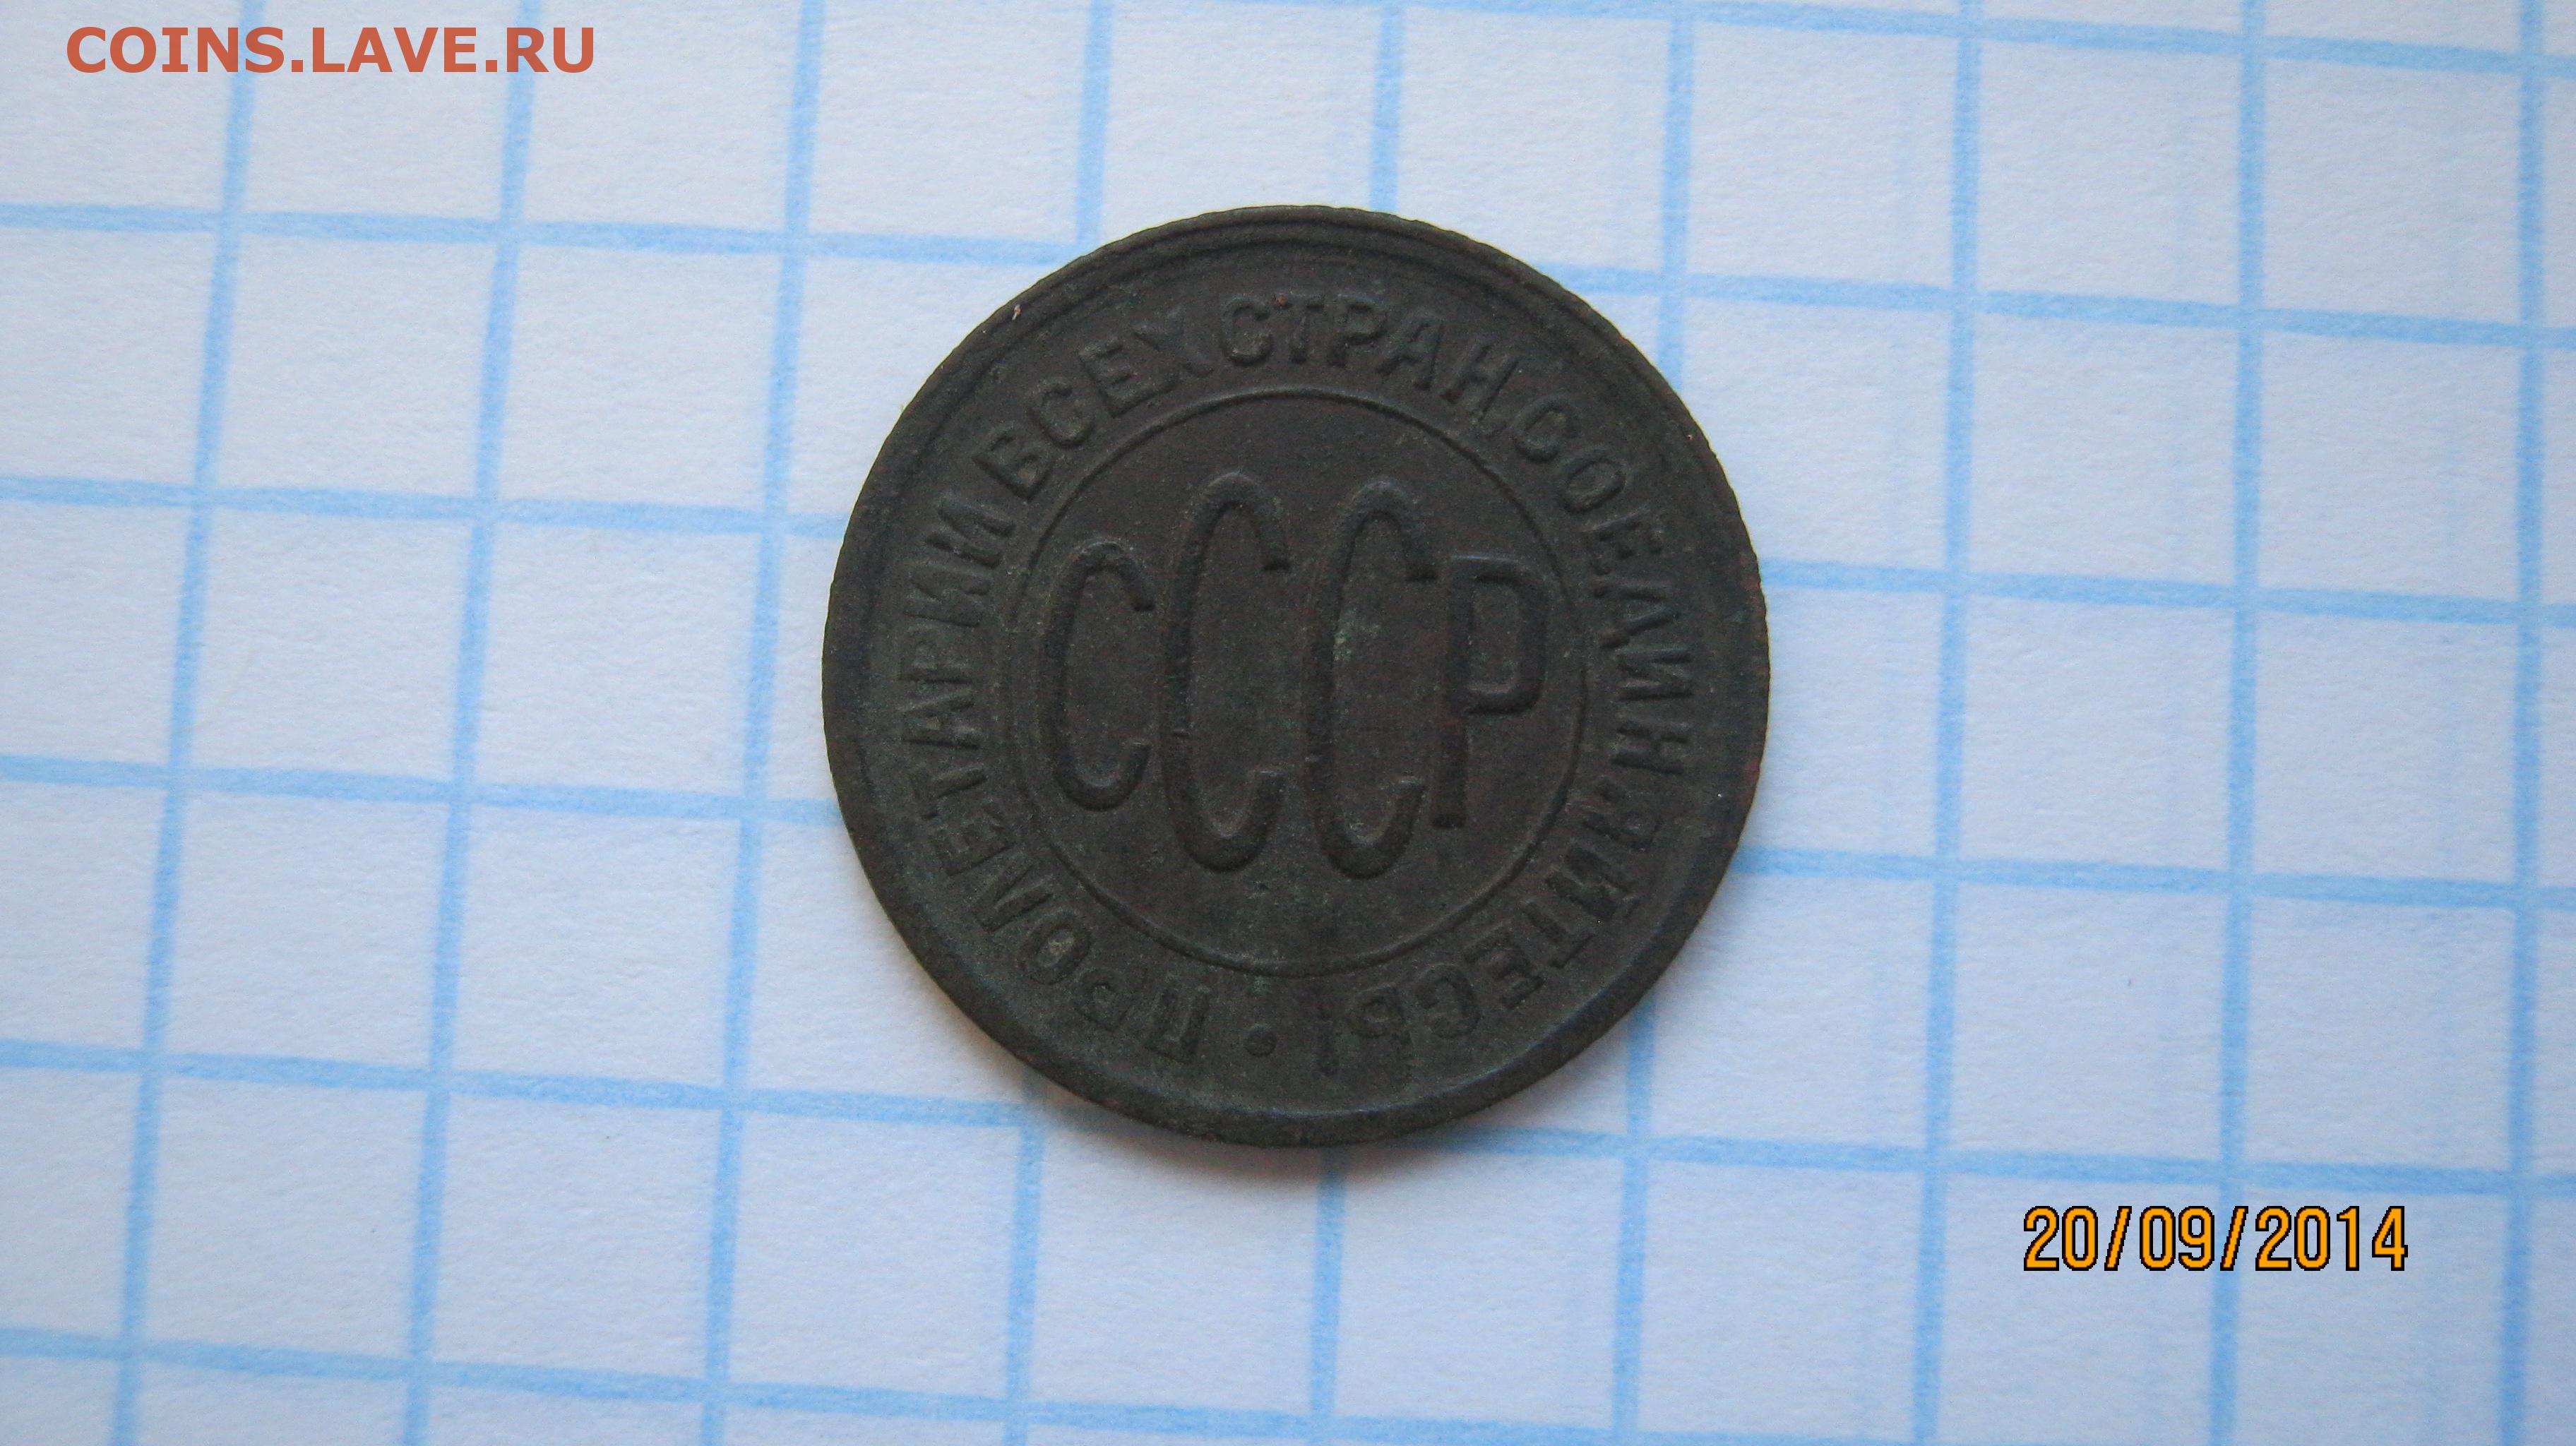 COINS.LAVE.RU
ПРОЛЕТАРИИ ВСЕХ СТРАН, СОЕДИНЯЙТЕСЬ!
СССР
20/09/2014